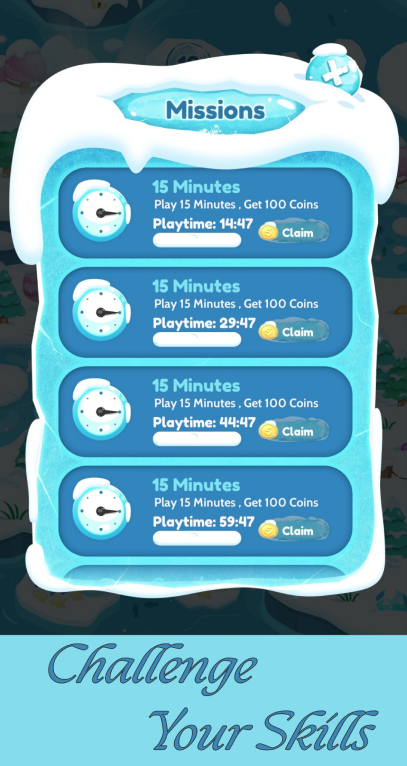 Missions
15 Minutes
Play 15 Minutes , Get 100 Coins
Playtime: 14:47
Claim
15 Minutes
Play 15 Minutes , Get 100 Coins
Playtime: 29:47
Claim
15 Minutes
Play 15 Minutes , Get 100 Coins
Playtime: 44:47
Claim
15 Minutes
Play 15 Minutes , Get 100 Coins
Playtime: 59:47
Claim
Challenge
Your Skills